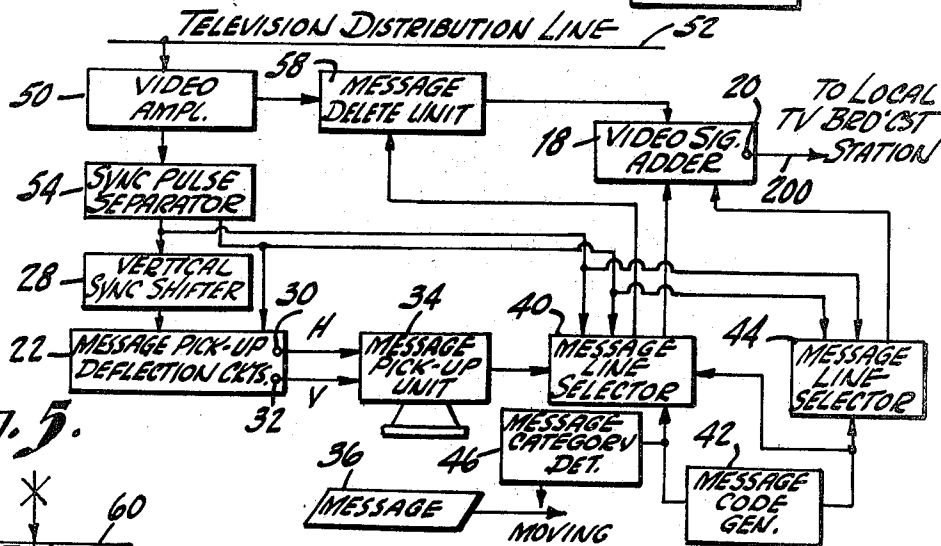 TELEVISION DISTRIBUTION LINE
52
50
VIDEO
AMPL.
58
MESSAGE
DELETE UNIT
18
VIDEO SIG.
ADDER
20
TO LOCAL
TV BRD'CST
STATION
200
54
SYNC PULSE
SEPARATOR
28
VERTICAL
SYNC SHIFTER
22
MESSAGE PICK-UP
DEFLECTION CKTS.
30
H
32
V
34
MESSAGE
PICK-UP
UNIT
40
MESSAGE
LINE
SELECTOR
44
MESSAGE
LINE
SELECTOR
46
MESSAGE
CATEGORY
DET.
42
MESSAGE
CODE
GEN.
36
MESSAGE
MOVING
5.
60